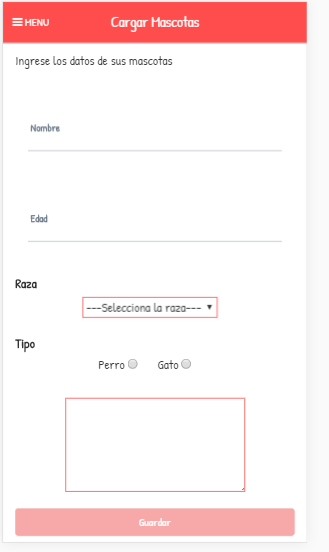 MENU Cargar Mascotas
Ingrese los datos de sus mascotas
Nombre
Edad
Raza
---Selecciona la raza---
Tipo
Perro Gato
Guardar